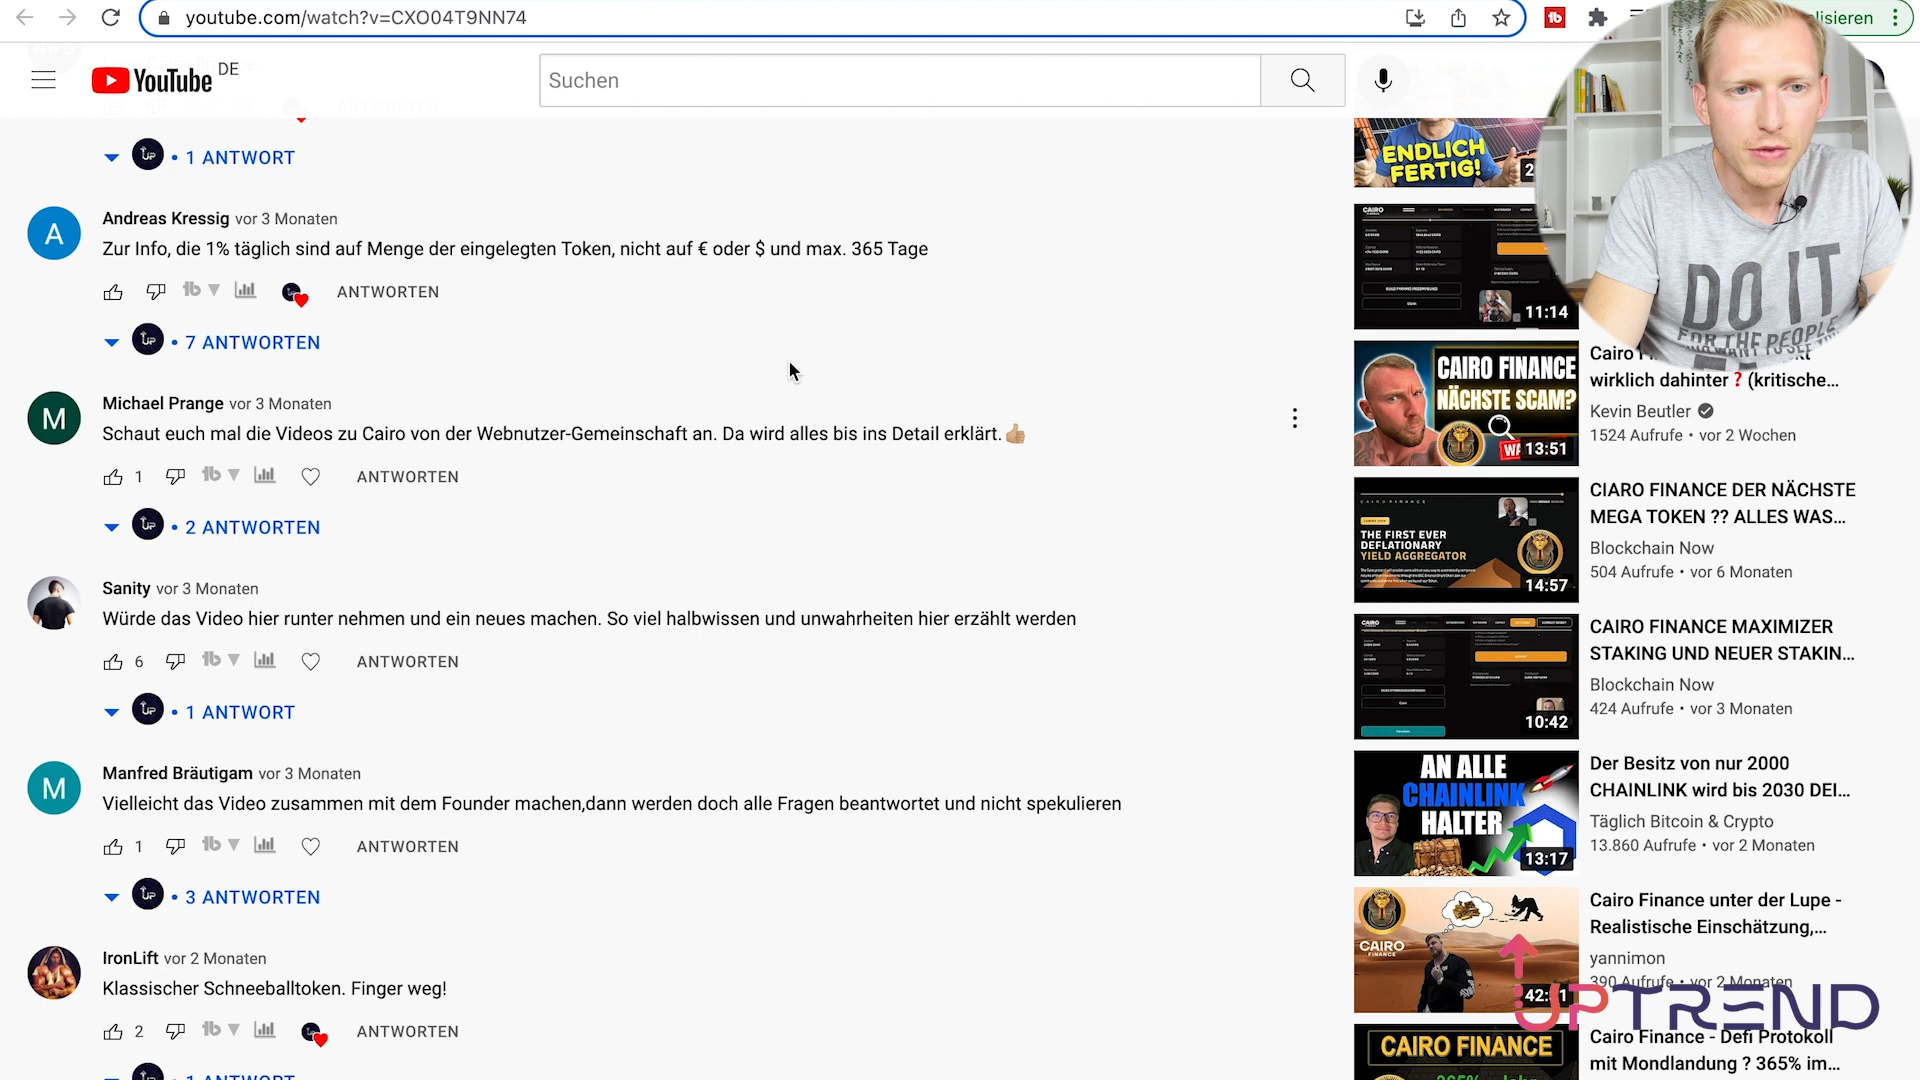 youtube.com/watch?v=CXO04T9NN74
lisieren
YouTube DE
Suchen
1 ANTWORT
Andreas Kressig vor 3 Monaten
Zur Info, die 1% täglich sind auf Menge der eingelegten Token, nicht auf € oder $ und max. 365 Tage
ANTWORTEN
7 ANTWORTEN
Michael Prange vor 3 Monaten
Schaut euch mal die Videos zu Cairo von der Webnutzer-Gemeinschaft an. Da wird alles bis ins Detail erklärt.
1 ANTWORTEN
2 ANTWORTEN
Sanity vor 3 Monaten
Würde das Video hier runter nehmen und ein neues machen. So viel halbwissen und unwahrheiten hier erzählt werden
6 ANTWORTEN
1 ANTWORT
Manfred Bräutigam vor 3 Monaten
Vielleicht das Video zusammen mit dem Founder machen,dann werden doch alle Fragen beantwortet und nicht spekulieren
1 ANTWORTEN
3 ANTWORTEN
IronLift vor 2 Monaten
Klassischer Schneeballtoken. Finger weg!
2 ANTWORTEN
1 ANTWORT
ENDLICH
FERTIG!
11:14
DO IT
FOR THE PEOPLE
CAIRO FINANCE
NÄCHSTE SCAM?
13:51
Cairo
wirklich dahinter ? (kritische...
Kevin Beutler
1524 Aufrufe • vor 2 Wochen
CAIRO FINANCE
THE FIRST EVER
DEFLATIONARY
YIELD AGGREGATOR
14:57
CIARO FINANCE DER NÄCHSTE
MEGA TOKEN ?? ALLES WAS...
Blockchain Now
504 Aufrufe • vor 6 Monaten
10:42
CAIRO FINANCE MAXIMIZER
STAKING UND NEUER STAKIN...
Blockchain Now
424 Aufrufe • vor 3 Monaten
AN ALLE
CHAINLINK
HALTER
13:17
Der Besitz von nur 2000
CHAINLINK wird bis 2030 DEI...
Täglich Bitcoin & Crypto
13.860 Aufrufe • vor 2 Monaten
CAIRO
FINANCE
Cairo Finance unter der Lupe -
Realistische Einschätzung,...
yannimon
390 Aufrufe • vor 2 Monaten
UPTREND
CAIRO FINANCE
Cairo Finance - Defi Protokoll
mit Mondlandung ? 365% im...